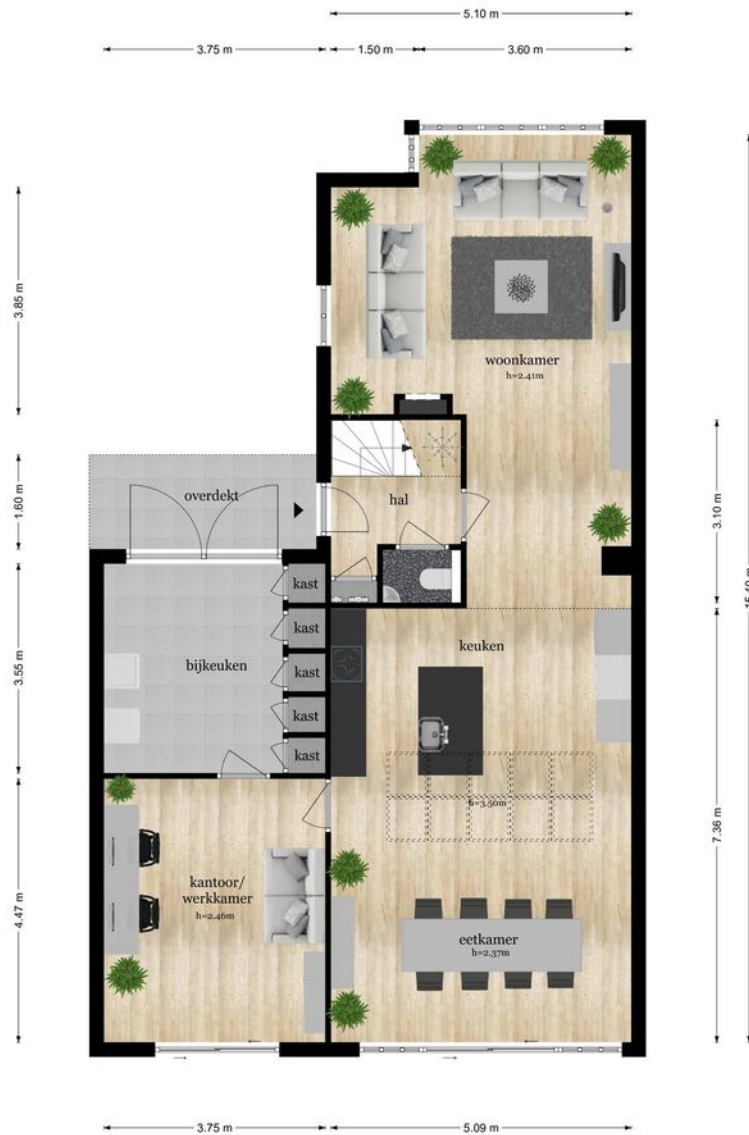 5.10 m
3.75 m
1.50 m
3.60 m
3.85 m
woonkamer
h=2.41m
overdekt
hal
1.60 m
3.10 m
15.40 m
kast
kast
kast
kast
kast
bijkeuken
keuken
3.55 m
h=3.50m
7.36 m
kantoor/
werkkamer
h=2.46m
4.47 m
eetkamer
h=2.37m
3.75 m
5.09 m